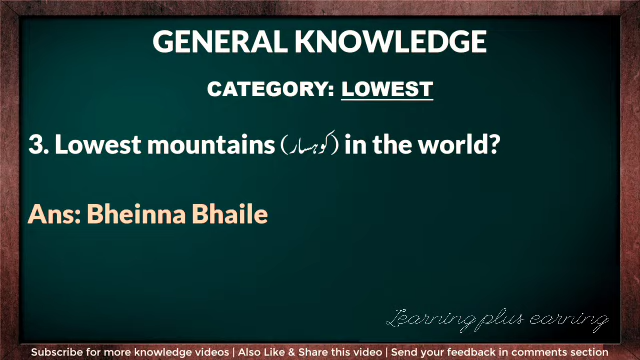 GENERAL KNOWLEDGE
CATEGORY: LOWEST
3. Lowest mountains (کوہسار) in the world?
Ans: Bheinna Bhaile
Learning plus earning
Subscribe for more knowledge videos | Also Like & Share this video | Send your feedback in comments section